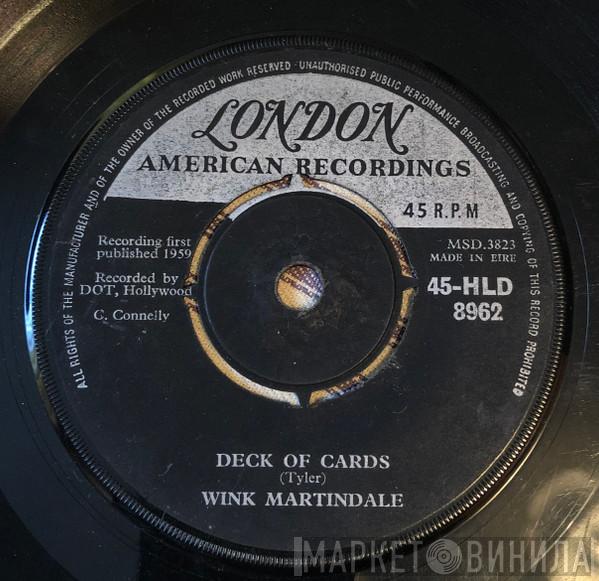 ALL RIGHTS OF THE MANUFACTURER AND OF THE OWNER OF THE RECORDED WORK RESERVED · UNAUTHORISED PUBLIC PERFORMANCE BROADCASTING AND COPYING OF THIS RECORD PROHIBITED
LONDON
AMERICAN RECORDINGS
45 R.P.M
Recording first
published 1959
Recorded by
DOT, Hollywood
C. Connelly
MSD.3823
MADE IN EIRE
45-HLD
8962
DECK OF CARDS
(Tyler)
WINK MARTINDALE
МАРКЕТ ВИНИЛА